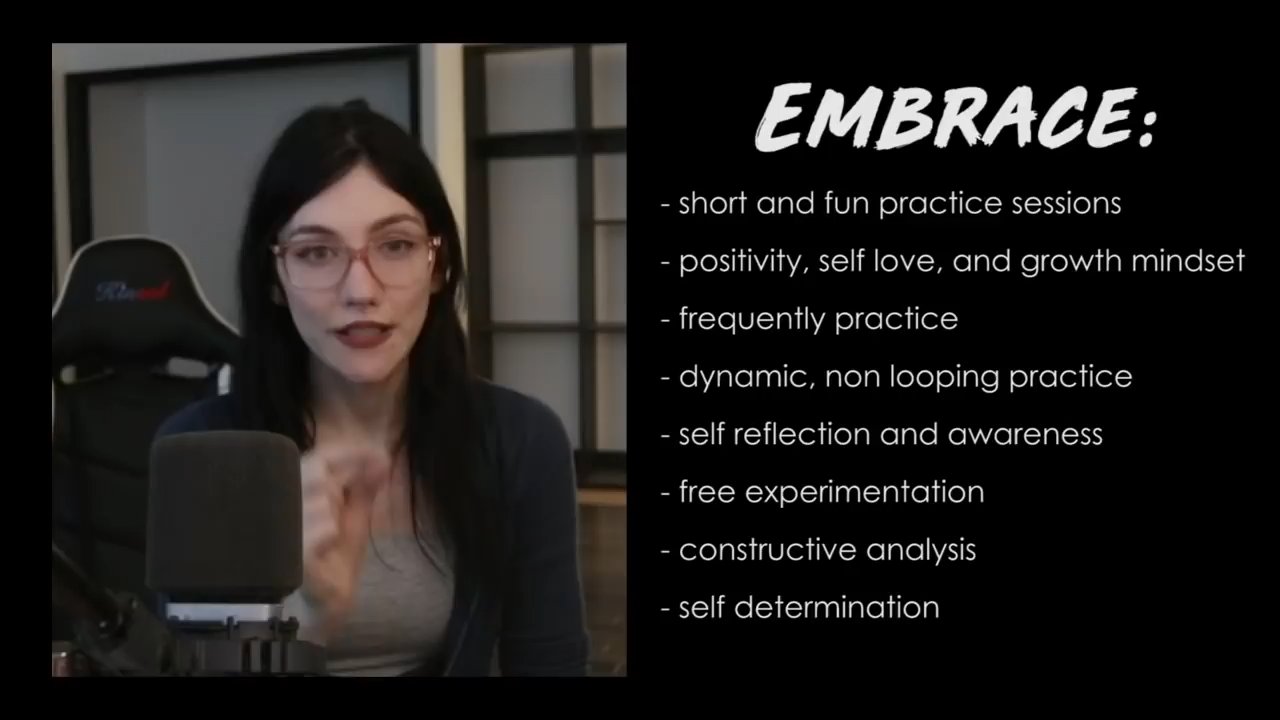 EMBRACE:
- short and fun practice sessions
- positivity, self love, and growth mindset
- frequently practice
- dynamic, non looping practice
- self reflection and awareness
- free experimentation
- constructive analysis
- self determination